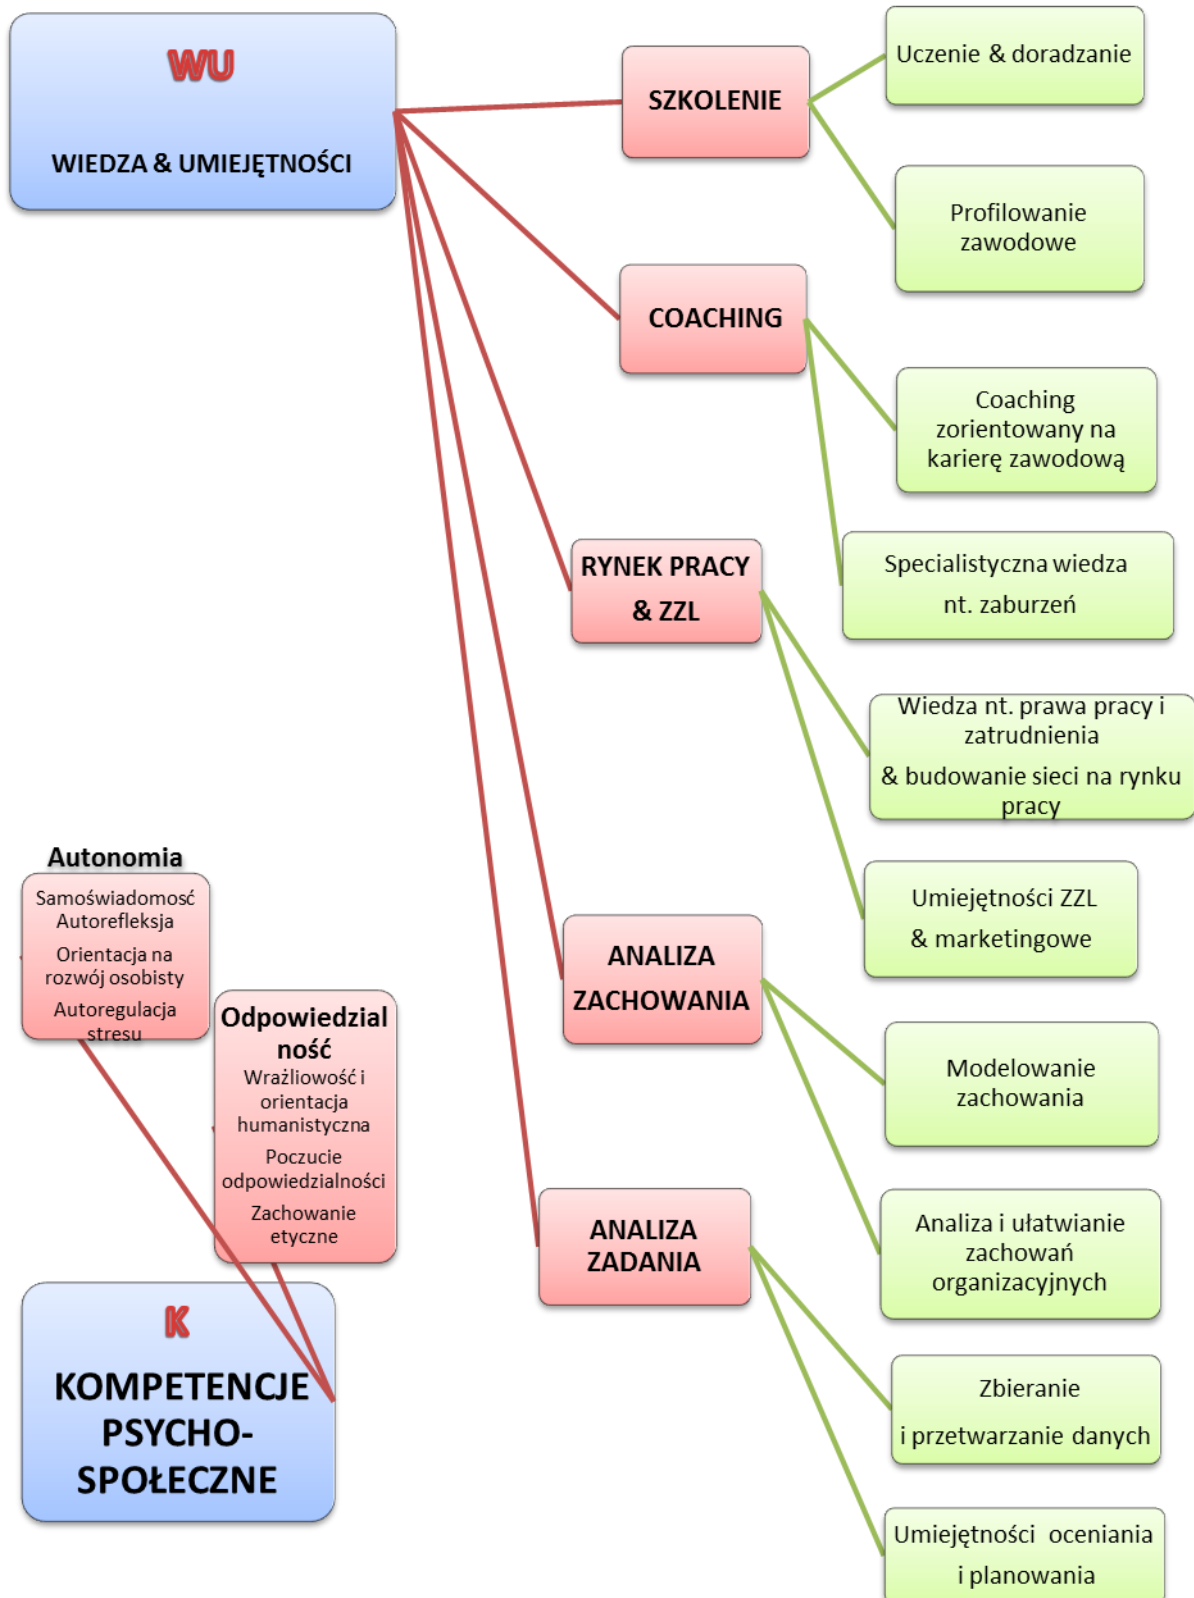 WU
WIEDZA & UMIEJĘTNOŚCI
SZKOLENIE
Uczenie & doradzanie
Profilowanie
zawodowe
COACHING
Coaching
zorientowany na
karierę zawodową
Specialistyczna wiedza
nt. zaburzeń
RYNEK PRACY
& ZZL
Wiedza nt. prawa pracy i
zatrudnienia
& budowanie sieci na rynku
pracy
Umiejętności ZZL
& marketingowe
ANALIZA
ZACHOWANIA
Modelowanie
zachowania
Analiza i ułatwianie
zachowań
organizacyjnych
ANALIZA
ZADANIA
Zbieranie
i przetwarzanie danych
Umiejętności oceniania
i planowania
Autonomia
Samoświadomosć
Autorefleksja
Orientacja na
rozwój osobisty
Autoregulacja
stresu
Odpowiedzial
ność
Wrażliowość i
orientacja
humanistyczna
Poczucie
odpowiedzialności
Zachowanie
etyczne
K
KOMPETENCJE
PSYCHO-
SPOŁECZNE